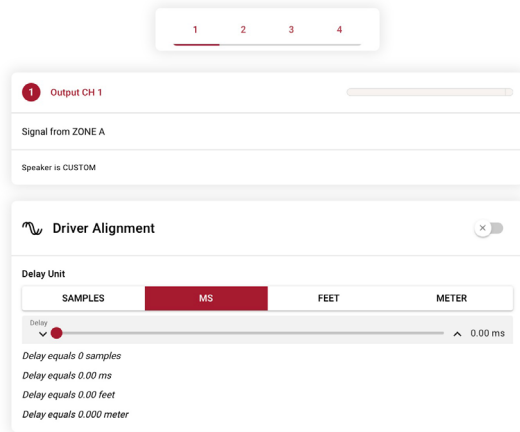 1 2 3 4
1 Output CH 1
Signal from ZONE A
Speaker is CUSTOM
Driver Alignment
Delay Unit
SAMPLES MS FEET METER
Delay
0.00 ms
Delay equals 0 samples
Delay equals 0.00 ms
Delay equals 0.00 feet
Delay equals 0.000 meter